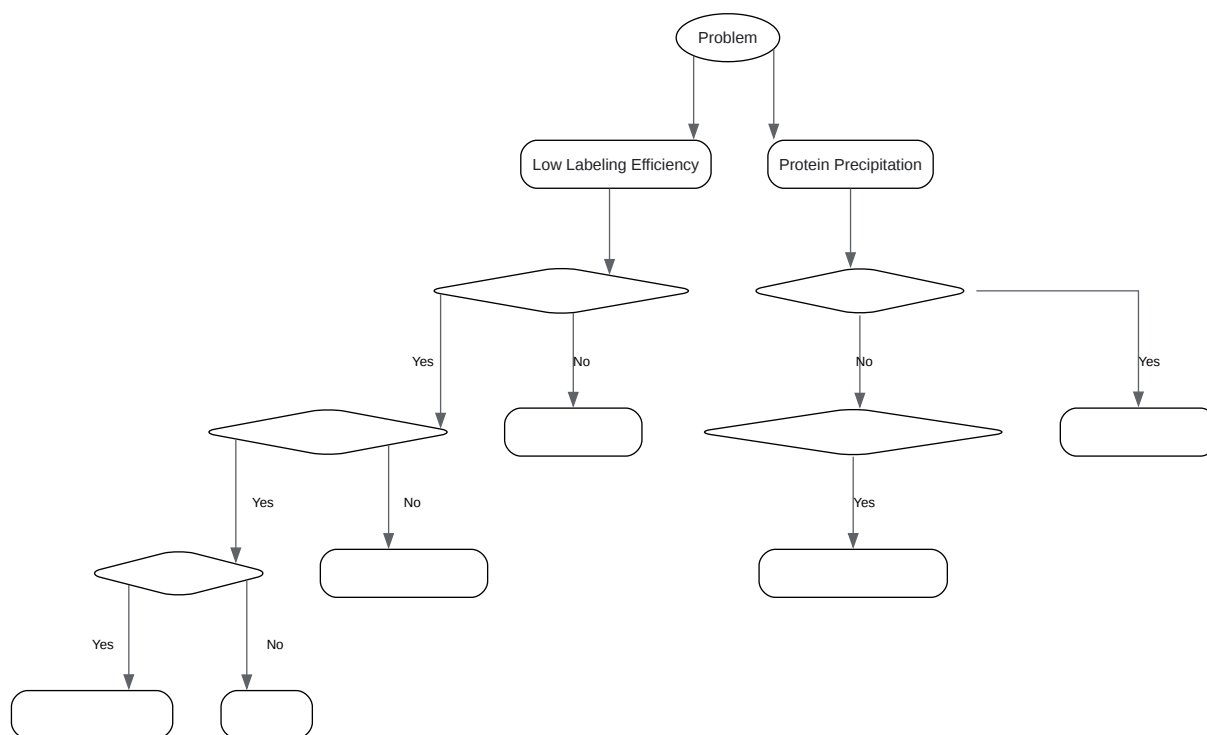 Problem
Low Labeling Efficiency
Protein Precipitation
Yes
No
No
Yes
Yes
No
Yes
Yes
No